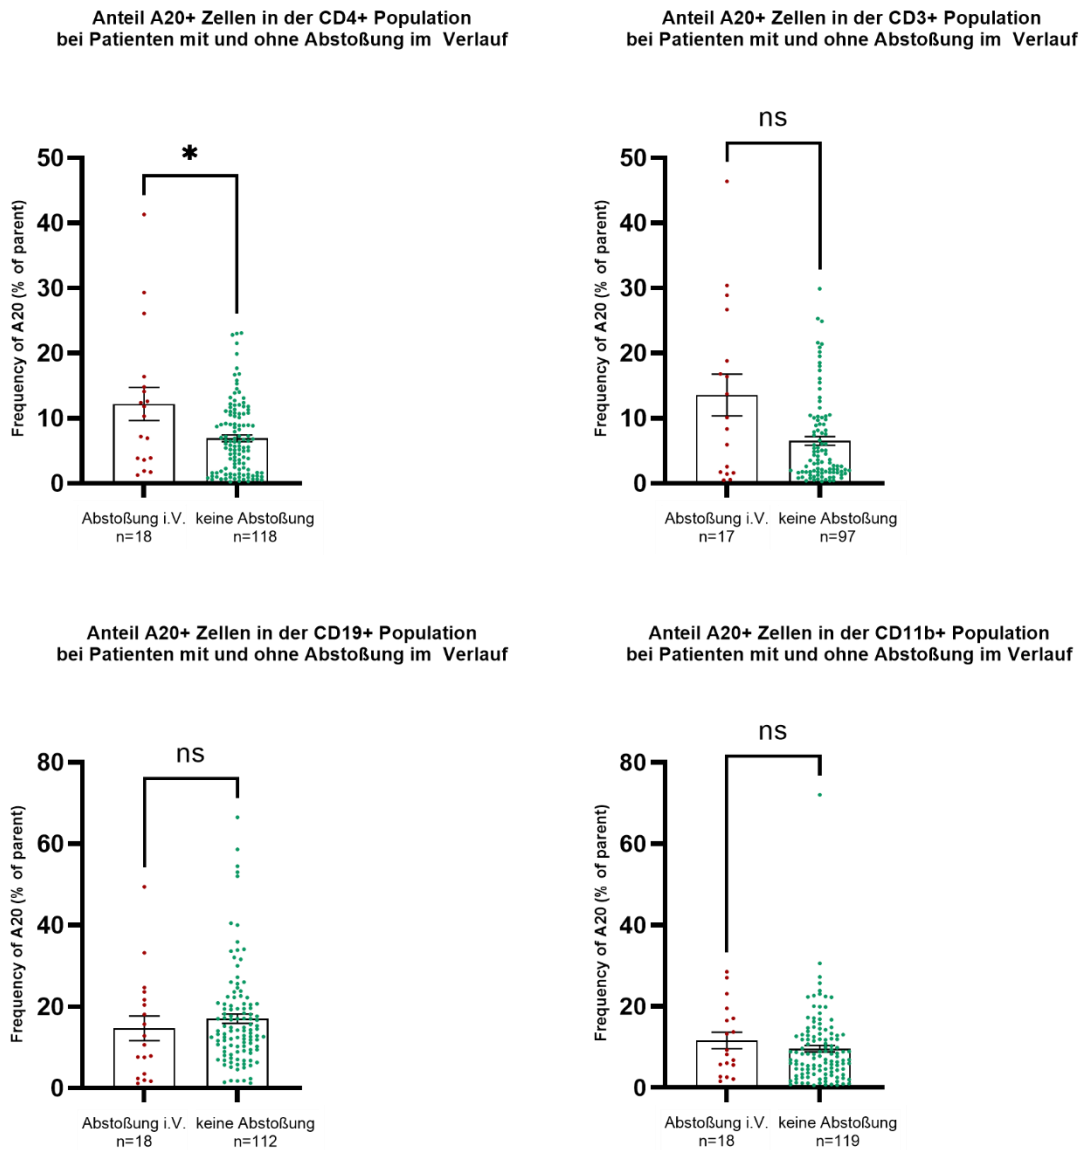 Anteil A20+ Zellen in der CD4+ Population
bei Patienten mit und ohne Abstoßung im Verlauf
*
50
40
30
20
10
0
Frequency of A20 (% of parent)
Abstoßung i.V. keine Abstoßung
n=18 n=118
Anteil A20+ Zellen in der CD3+ Population
bei Patienten mit und ohne Abstoßung im Verlauf
ns
50
40
30
20
10
0
Frequency of A20 (% of parent)
Abstoßung i.V. keine Abstoßung
n=17 n=97
Anteil A20+ Zellen in der CD19+ Population
bei Patienten mit und ohne Abstoßung im Verlauf
ns
80
60
40
20
0
Frequency of A20 (% of parent)
Abstoßung i.V. keine Abstoßung
n=18 n=112
Anteil A20+ Zellen in der CD11b+ Population
bei Patienten mit und ohne Abstoßung im Verlauf
ns
80
60
40
20
0
Frequency of A20 (% of parent)
Abstoßung i.V. keine Abstoßung
n=18 n=119